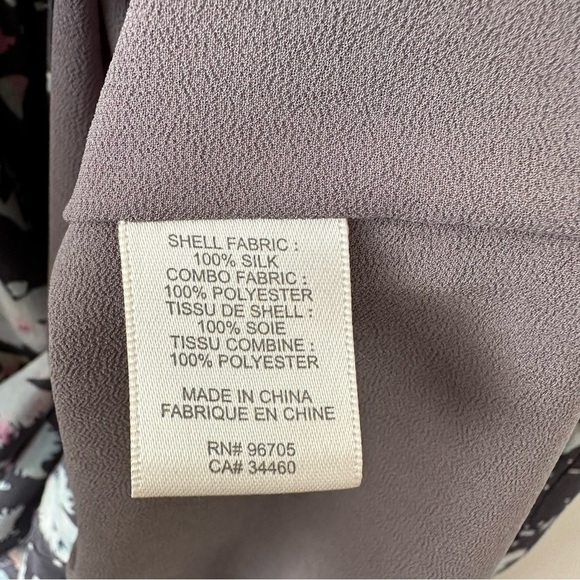 SHELL FABRIC :
100% SILK
COMBO FABRIC :
100% POLYESTER
TISSU DE SHELL :
100% SOIE
TISSU COMBINE :
100% POLYESTER
MADE IN CHINA
FABRIQUE EN CHINE
RN# 96705
CA# 34460